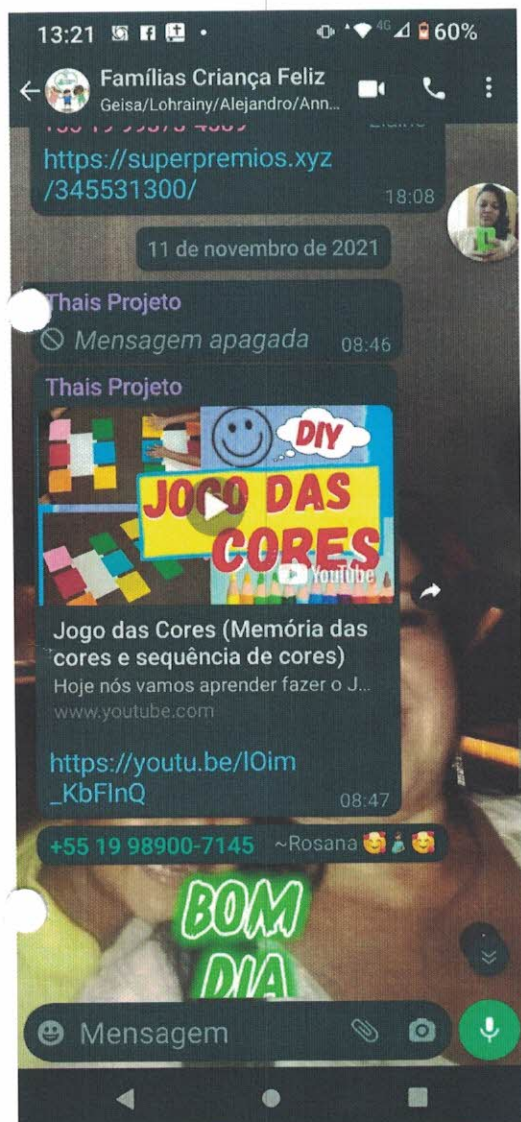 13:21
4G
60%
Famílias Criança Feliz
Geisa/Lohrainy/Alejandro/Ann...
https://superpremios.xyz
/345531300/
18:08
11 de novembro de 2021
Thais Projeto
Mensagem apagada 08:46
Thais Projeto
DIY
JOGO DAS
CORES
YouTube
Jogo das Cores (Memória das
cores e sequência de cores)
Hoje nós vamos aprender fazer o J...
www.youtube.com
https://youtu.be/lOim
_KbFlnQ
08:47
+55 19 98900-7145 ~Rosana
BOM
DIA
Mensagem